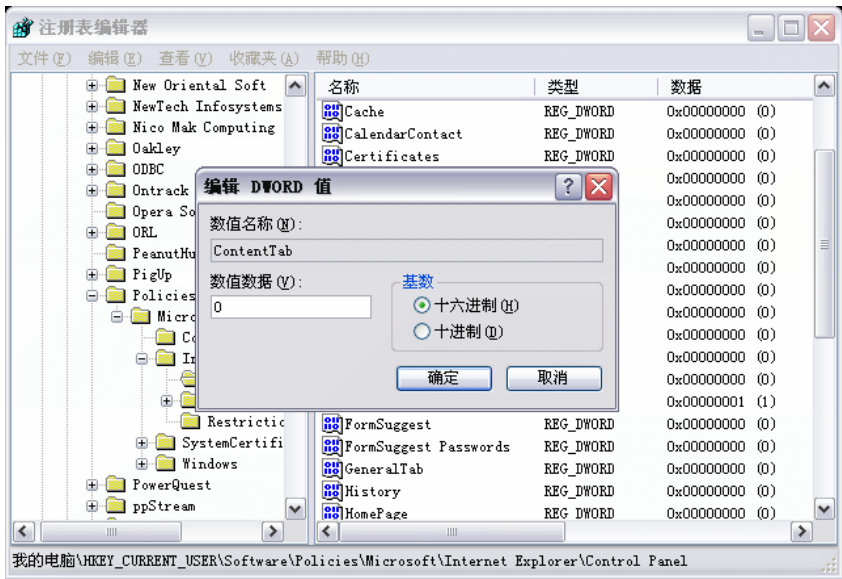 注册表编辑器
文件(F) 编辑(E) 查看(V) 收藏夹(A) 帮助(H)
New Oriental Soft
NewTech Infosystems
Nico Mak Computing
Oakley
ODBC
Ontrack
Opera So
ORL
PeanutHu
PigUp
Policies
Micro
Co
In
Restrictic
SystemCertifi
Windows
PowerQuest
ppStream
名称 类型 数据
Cache REG_DWORD 0x00000000 (0)
CalendarContact REG_DWORD 0x00000000 (0)
Certificates REG_DWORD 0x00000000 (0)
0x00000000 (0)
0x00000000 (0)
0x00000000 (0)
0x00000000 (0)
0x00000000 (0)
0x00000000 (0)
0x00000000 (0)
0x00000000 (0)
0x00000000 (0)
0x00000000 (0)
0x00000001 (1)
FormSuggest REG_DWORD 0x00000000 (0)
FormSuggest Passwords REG_DWORD 0x00000000 (0)
GeneralTab REG_DWORD 0x00000000 (0)
History REG_DWORD 0x00000000 (0)
HomePage REG_DWORD 0x00000000 (0)
编辑 DWORD 值
数值名称(N):
ContentTab
数值数据(V):
0
基数
十六进制(H)
十进制(D)
确定 取消
我的电脑\HKEY_CURRENT_USER\Software\Policies\Microsoft\Internet Explorer\Control Panel